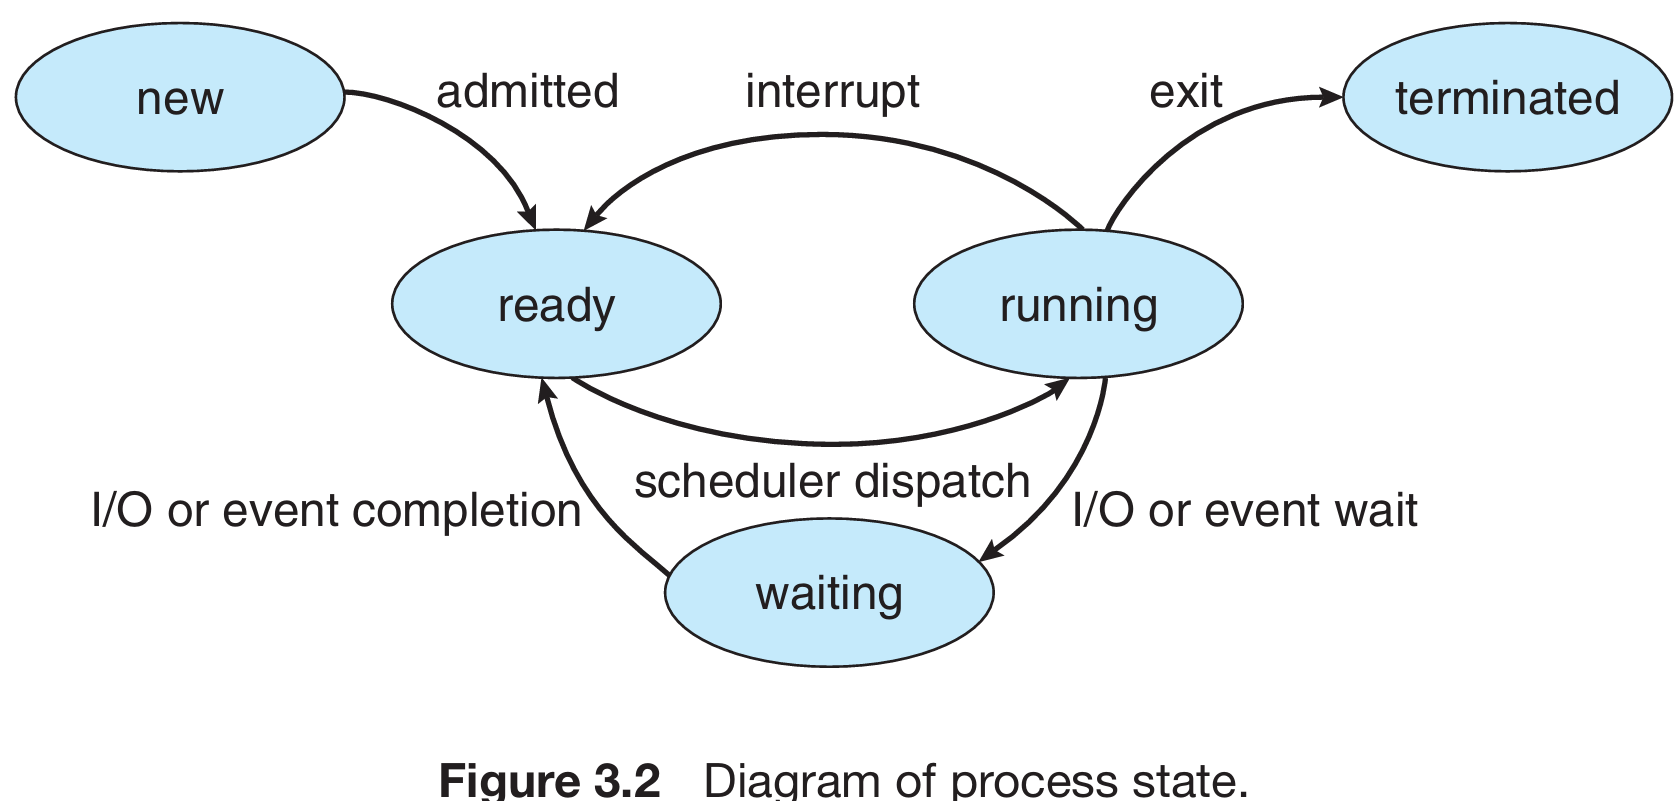 new
admitted
interrupt
exit
terminated
ready
running
scheduler dispatch
I/O or event completion
I/O or event wait
waiting
Figure 3.2 Diagram of process state.